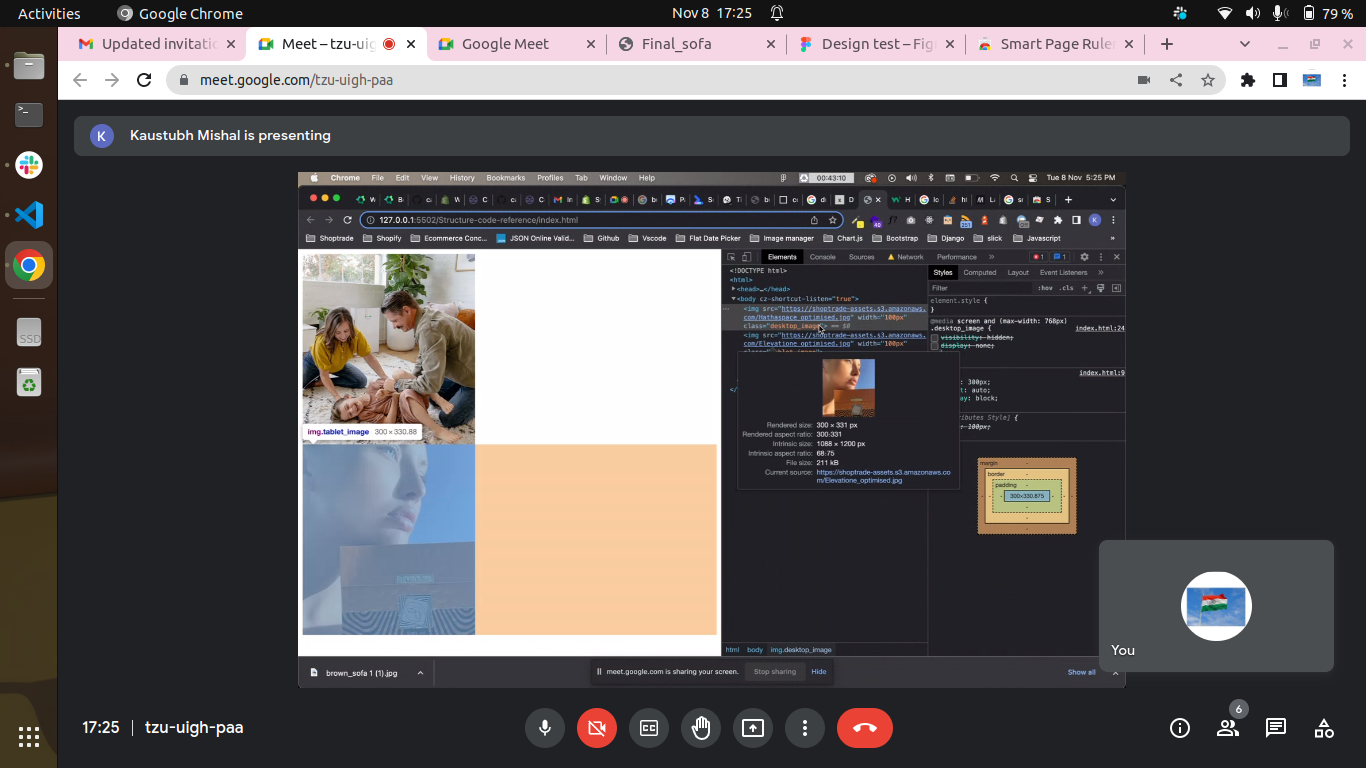 Activities
Google Chrome
Nov 8 17:25
79 %
Updated invitatic
Meet – tzu-uig
Google Meet
Final_sofa
Design test – Fig
Smart Page Ruler
meet.google.com/tzu-uigh-paa
K
Kaustubh Mishal is presenting
Chrome File Edit View History Bookmarks Profiles Tab Window Help
00:43:10
Tue 8 Nov 5:25 PM
127.0.0.1:5502/Structure-code-reference/index.html
Shoptrade
Shopify
Ecommerce Conc...
JSON Online Valid...
Github
Vscode
Flat Date Picker
Image manager
Chart.js
Bootstrap
Django
slick
Javascript
Elements Console Sources Network Performance
<!DOCTYPE html>
<html>
<head>…</head>
<body cz-shortcut-listen="true">
<img src="https://shoptrade-assets.s3.amazonaws.
com/Hathaspace_optimised.jpg" width="100px"
class="desktop_image"> == $0
<img src="https://shoptrade-assets.s3.amazonaws.
com/Elevatione_optimised.jpg" width="100px"
Styles Computed Layout Event Listeners
Filter
:hov .cls
element.style {
}
@media screen and (max-width: 768px)
.desktop_image {
index.html:24
visibility: hidden;
display: none;
index.html:9
300px;
auto;
block;
100px;
img.tablet_image 300 × 330.88
Rendered size: 300 × 331 px
Rendered aspect ratio: 300:331
Intrinsic size: 1088 × 1200 px
Intrinsic aspect ratio: 68:75
File size: 211 kB
Current source: https://shoptrade-assets.s3.amazonaws.co
m/Elevatione_optimised.jpg
margin
border
padding
300×330.875
html body img.desktop_image
brown_sofa 1 (1).jpg
meet.google.com is sharing your screen.
Stop sharing
Hide
Show all
You
SSD
17:25
tzu-uigh-paa
6